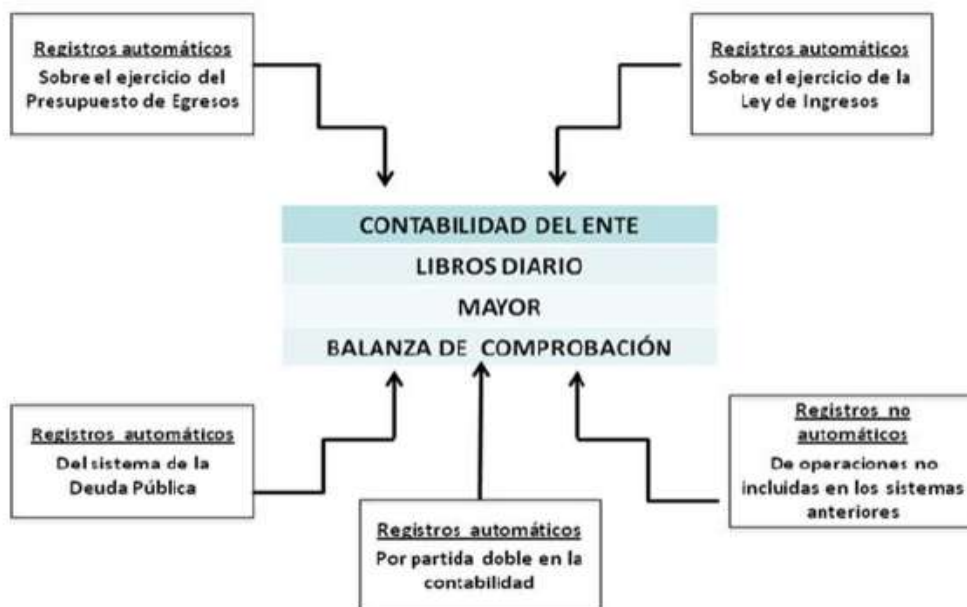 Registros automáticos
Sobre el ejercicio del
Presupuesto de Egresos
Registros automáticos
Sobre el ejercicio de la
Ley de Ingresos
CONTABILIDAD DEL ENTE
LIBROS DIARIO
MAYOR
BALANZA DE COMPROBACIÓN
Registros automáticos
Del sistema de la
Deuda Pública
Registros automáticos
Por partida doble en la
contabilidad
Registros no
automáticos
De operaciones no
incluidas en los sistemas
anteriores